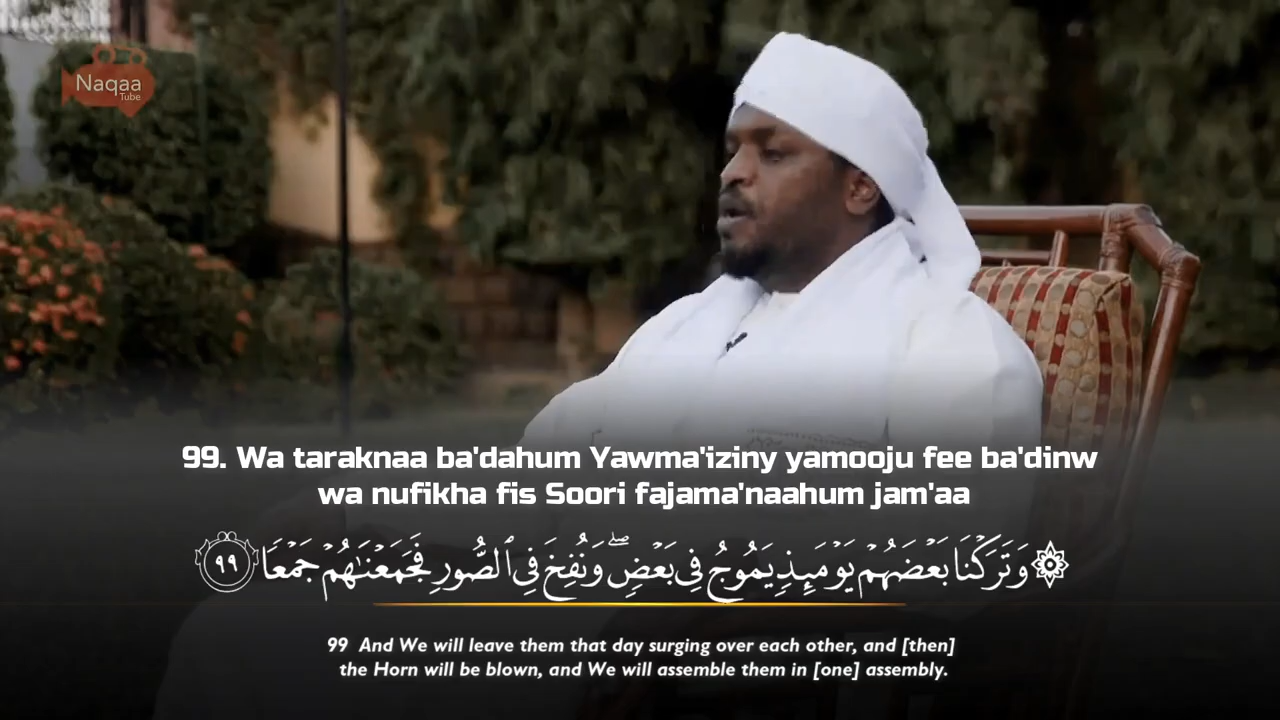 Naqaa
Tube
99. Wa taraknaa ba'dahum Yawma'iziny yamooju fee ba'dinw
wa nufikha fis Soori fajama'naahum jam'aa
۞ وَتَرَكْنَا بَعْضَهُمْ يَوْمَئِذٍ يَمُوجُ فِى بَعْضٍ ۖ وَنُفِخَ فِى ٱلصُّورِ فَجَمَعْنَـٰهُمْ جَمْعًا ٩٩
99 And We will leave them that day surging over each other, and [then]
the Horn will be blown, and We will assemble them in [one] assembly.